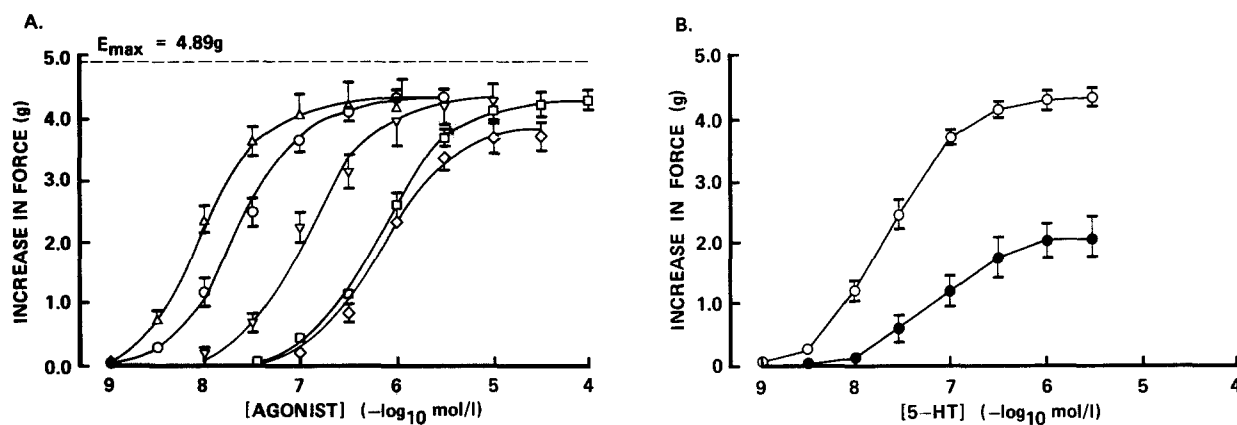 A.
E_max = 4.89g
5.0
4.0
3.0
2.0
1.0
0.0
INCREASE IN FORCE (g)
9 8 7 6 5 4
[AGONIST] (−log10 mol/l)
B.
5.0
4.0
3.0
2.0
1.0
0
INCREASE IN FORCE (g)
9 8 7 6 5 4
[5−HT] (−log10 mol/l)